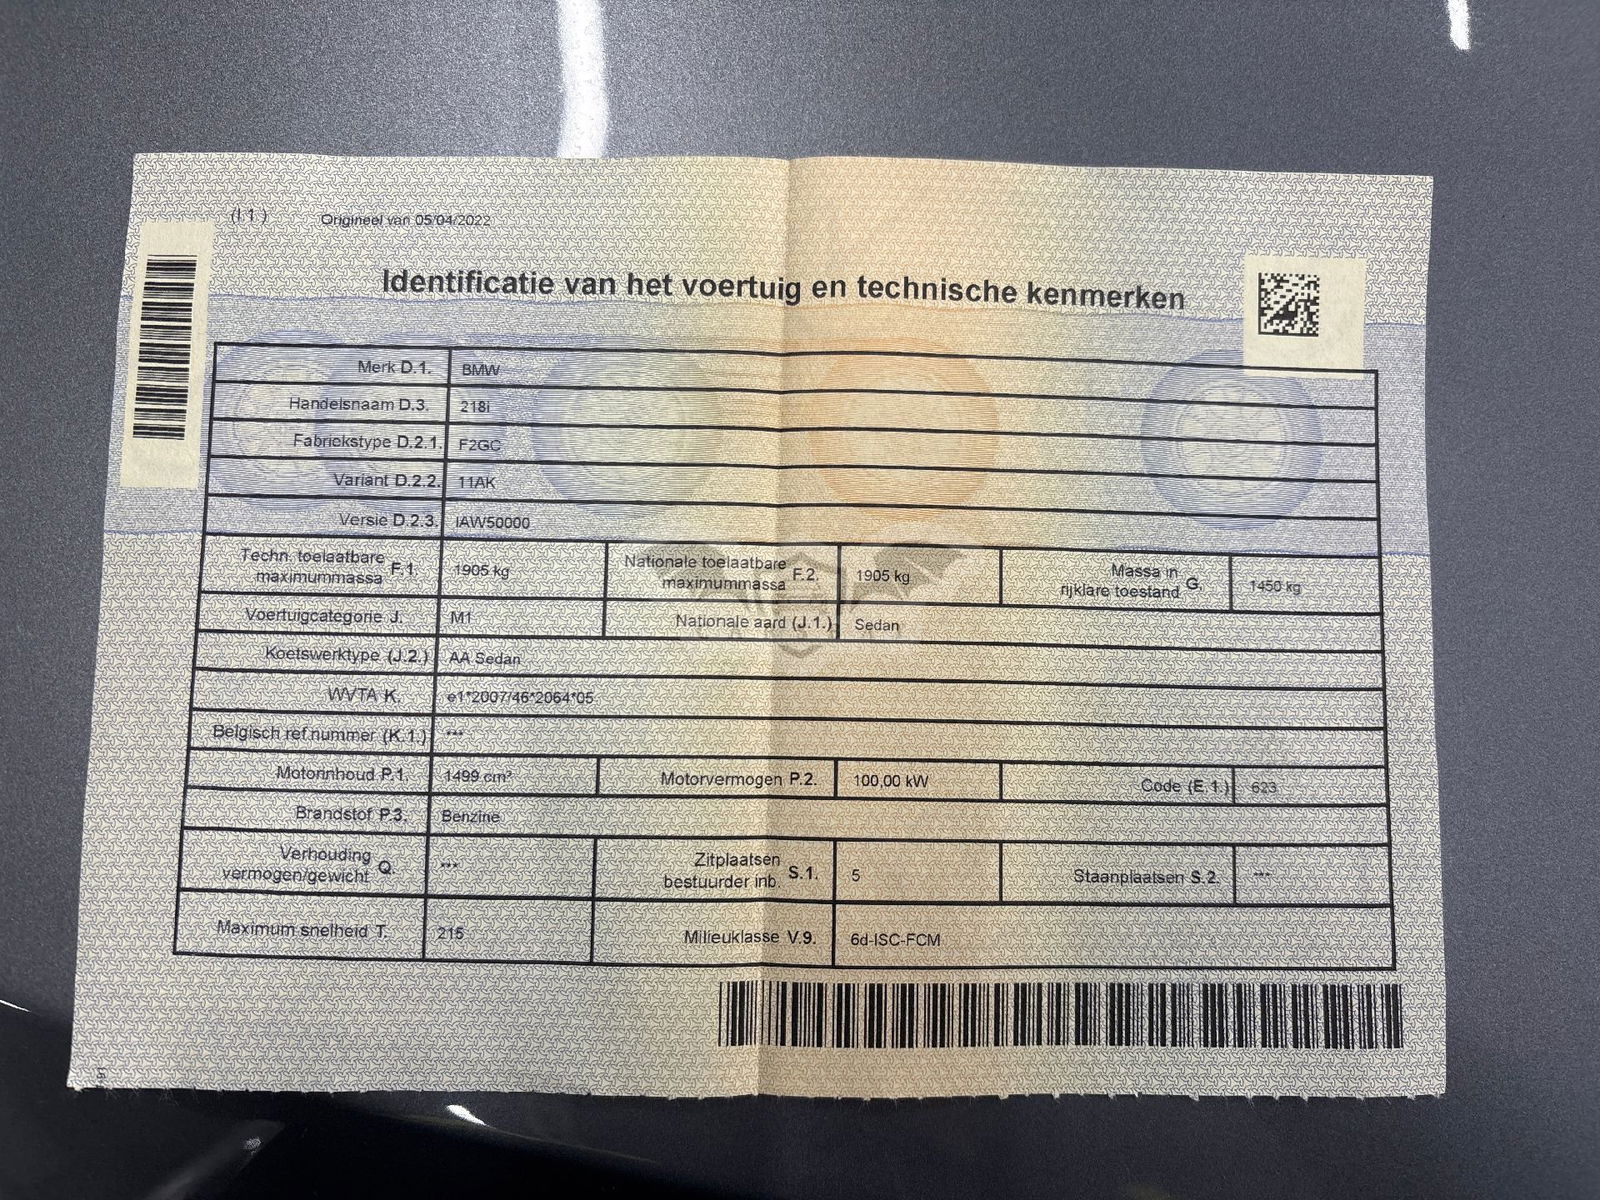 (I.1.) Origineel van 05/04/2022
Identificatie van het voertuig en technische kenmerken
Merk D.1. BMW
Handelsnaam D.3. 218i
Fabriekstype D.2.1. F2GC
Variant D.2.2. 11AK
Versie D.2.3. IAW50000
Techn. toelaatbare maximummassa F.1. 1905 kg Nationale toelaatbare maximummassa F.2. 1905 kg Massa in rijklare toestand G. 1450 kg
Voertuigcategorie J. M1 Nationale aard (J.1.) Sedan
Koetswerktype (J.2.) AA Sedan
WVTA K. e1*2007/46*2064*05
Belgisch ref.nummer (K.1.) ***
Motorinhoud P.1. 1499 cm³ Motorvermogen P.2. 100,00 kW Code (E.1.) 623
Brandstof P.3. Benzine
Verhouding vermogen/gewicht Q. *** Zitplaatsen bestuurder inb. S.1. 5 Staanplaatsen S.2. ***
Maximum snelheid T. 215 Milieuklasse V.9. 6d-ISC-FCM